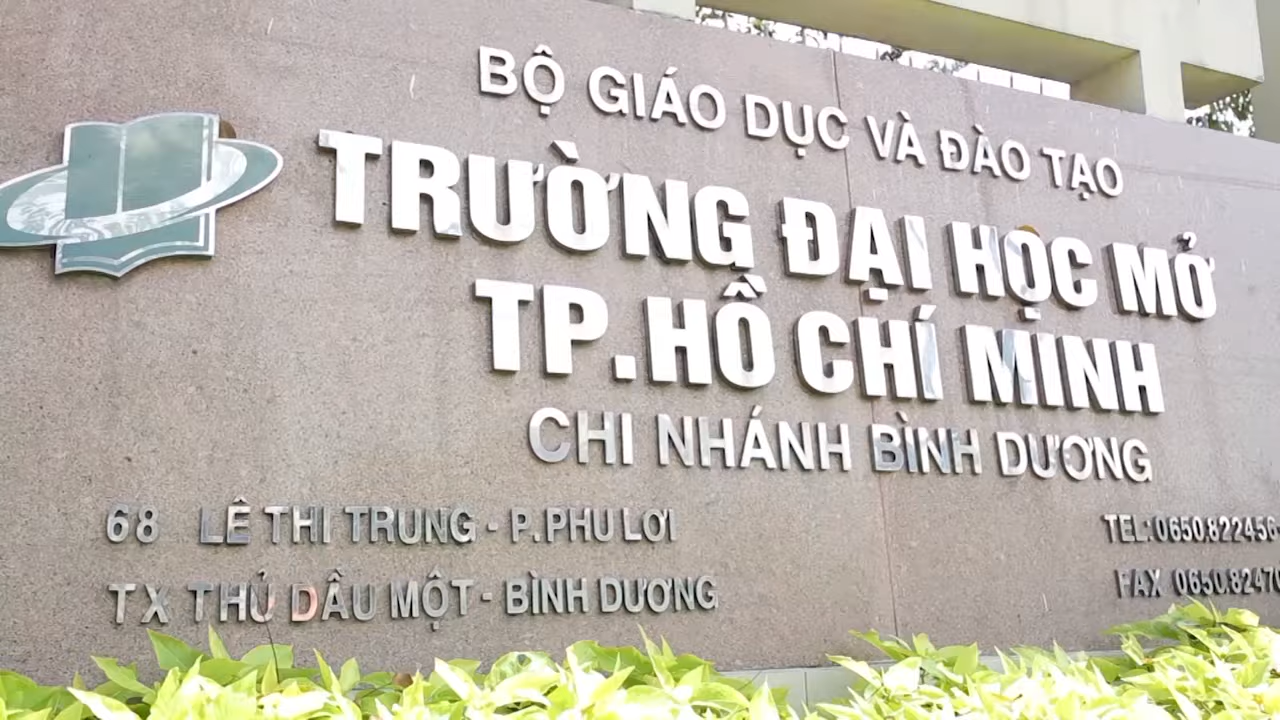 BỘ GIÁO DỤC VÀ ĐÀO TẠO
TRƯỜNG ĐẠI HỌC MỞ
TP.HỒ CHÍ MINH
CHI NHÁNH BÌNH DƯƠNG
68 LÊ THI TRUNG - P.PHU LƠI
TX THỦ DẦU MỘT - BÌNH DƯƠNG
TEL: 0650.822456
FAX 0650.82470